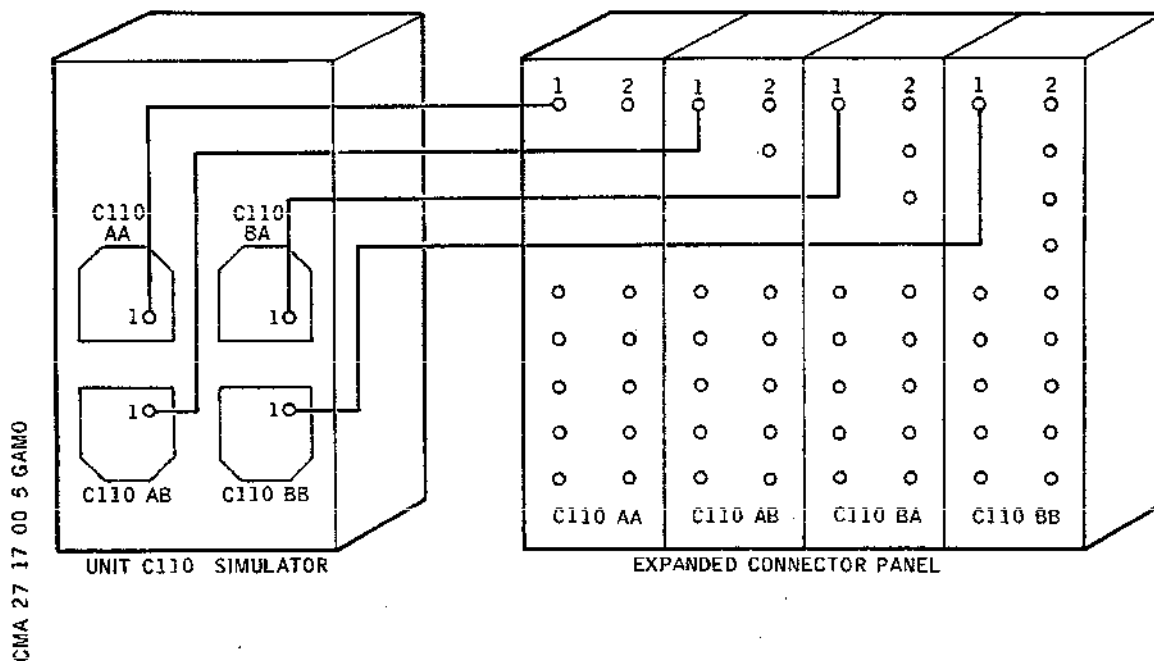 1 2 1 2 1 2 1 2
C110 AA
C110 BA
1 1
1 1
C110 AB C110 BB
C110 AA C110 AB C110 BA C110 BB
UNIT C110 SIMULATOR
EXPANDED CONNECTOR PANEL
CMA 27 17 00 5 GAMO